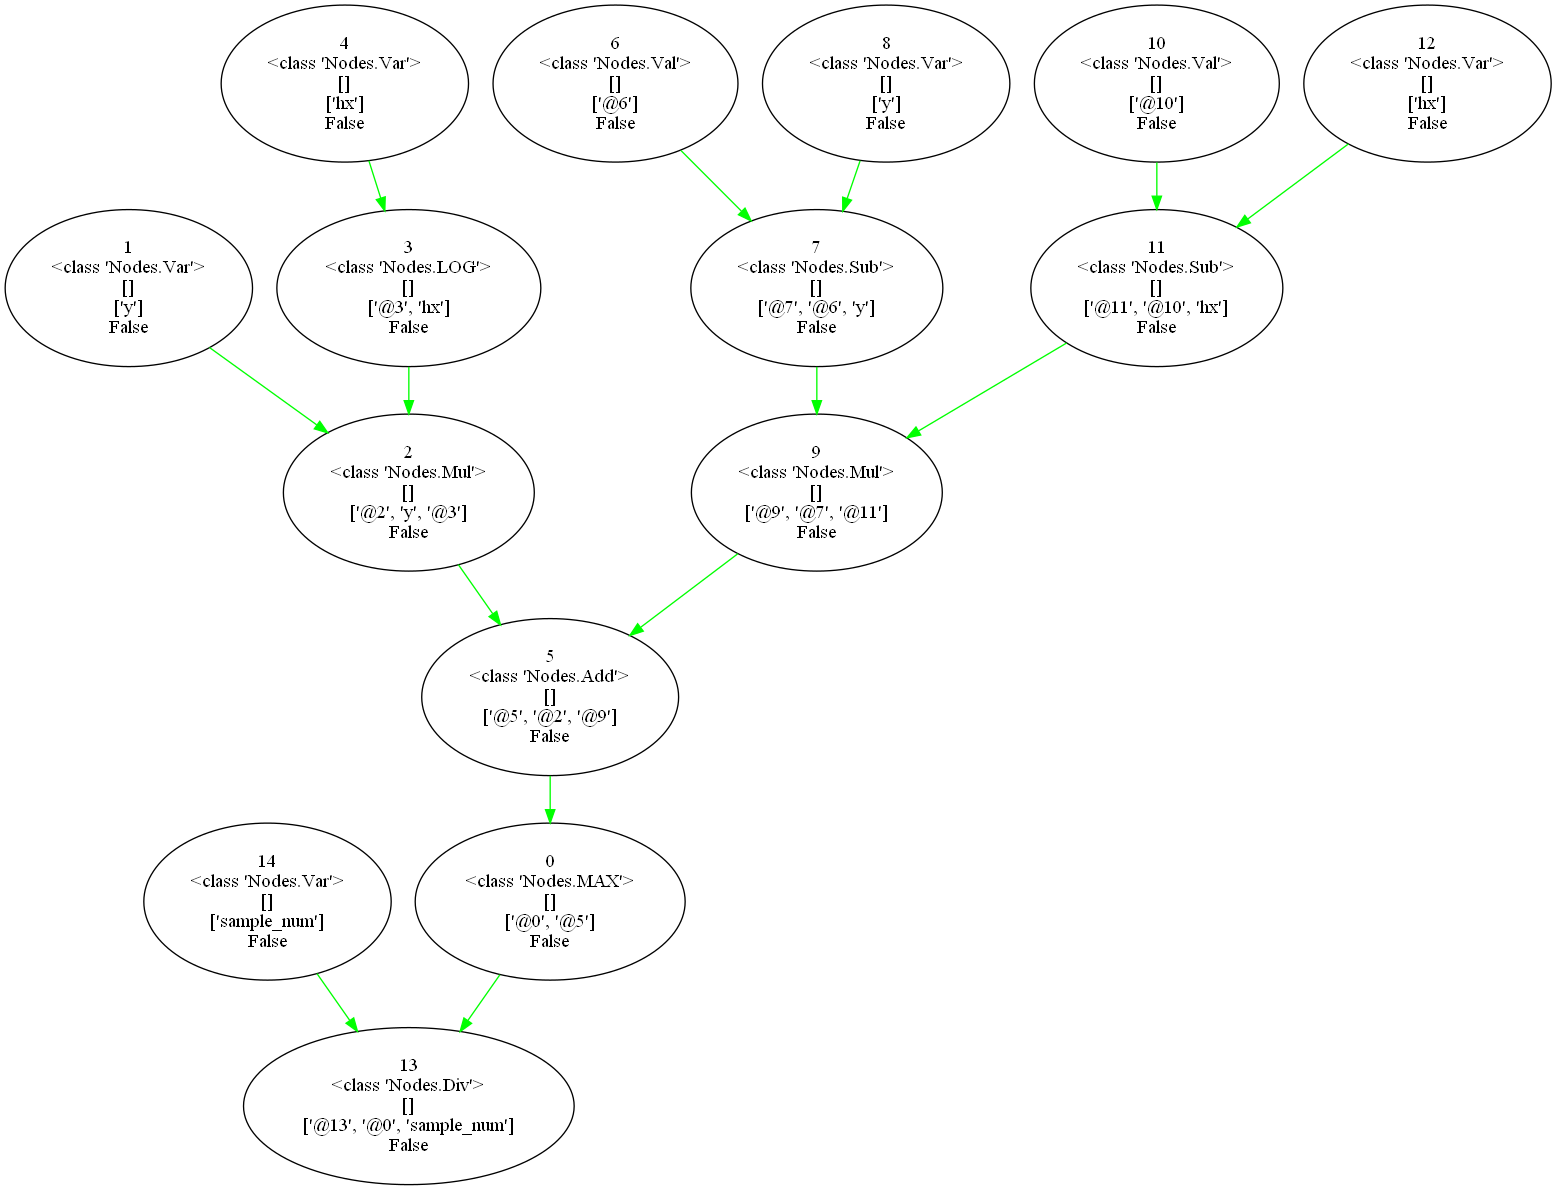 4
<class 'Nodes.Var'>
[]
['hx']
False
6
<class 'Nodes.Val'>
[]
['@6']
False
8
<class 'Nodes.Var'>
[]
['y']
False
10
<class 'Nodes.Val'>
[]
['@10']
False
12
<class 'Nodes.Var'>
[]
['hx']
False
1
<class 'Nodes.Var'>
[]
['y']
False
3
<class 'Nodes.LOG'>
[]
['@3', 'hx']
False
7
<class 'Nodes.Sub'>
[]
['@7', '@6', 'y']
False
11
<class 'Nodes.Sub'>
[]
['@11', '@10', 'hx']
False
2
<class 'Nodes.Mul'>
[]
['@2', 'y', '@3']
False
9
<class 'Nodes.Mul'>
[]
['@9', '@7', '@11']
False
5
<class 'Nodes.Add'>
[]
['@5', '@2', '@9']
False
14
<class 'Nodes.Var'>
[]
['sample_num']
False
0
<class 'Nodes.MAX'>
[]
['@0', '@5']
False
13
<class 'Nodes.Div'>
[]
['@13', '@0', 'sample_num']
False